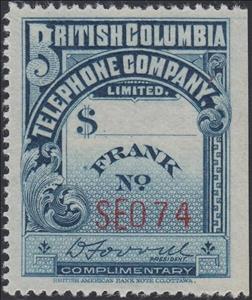 BRITISH COLUMBIA
TELEPHONE COMPANY,
LIMITED.
$
FRANK
No
SE074
PRESIDENT
COMPLIMENTARY
BRITISH AMERICAN BANK NOTE CO. OTTAWA.